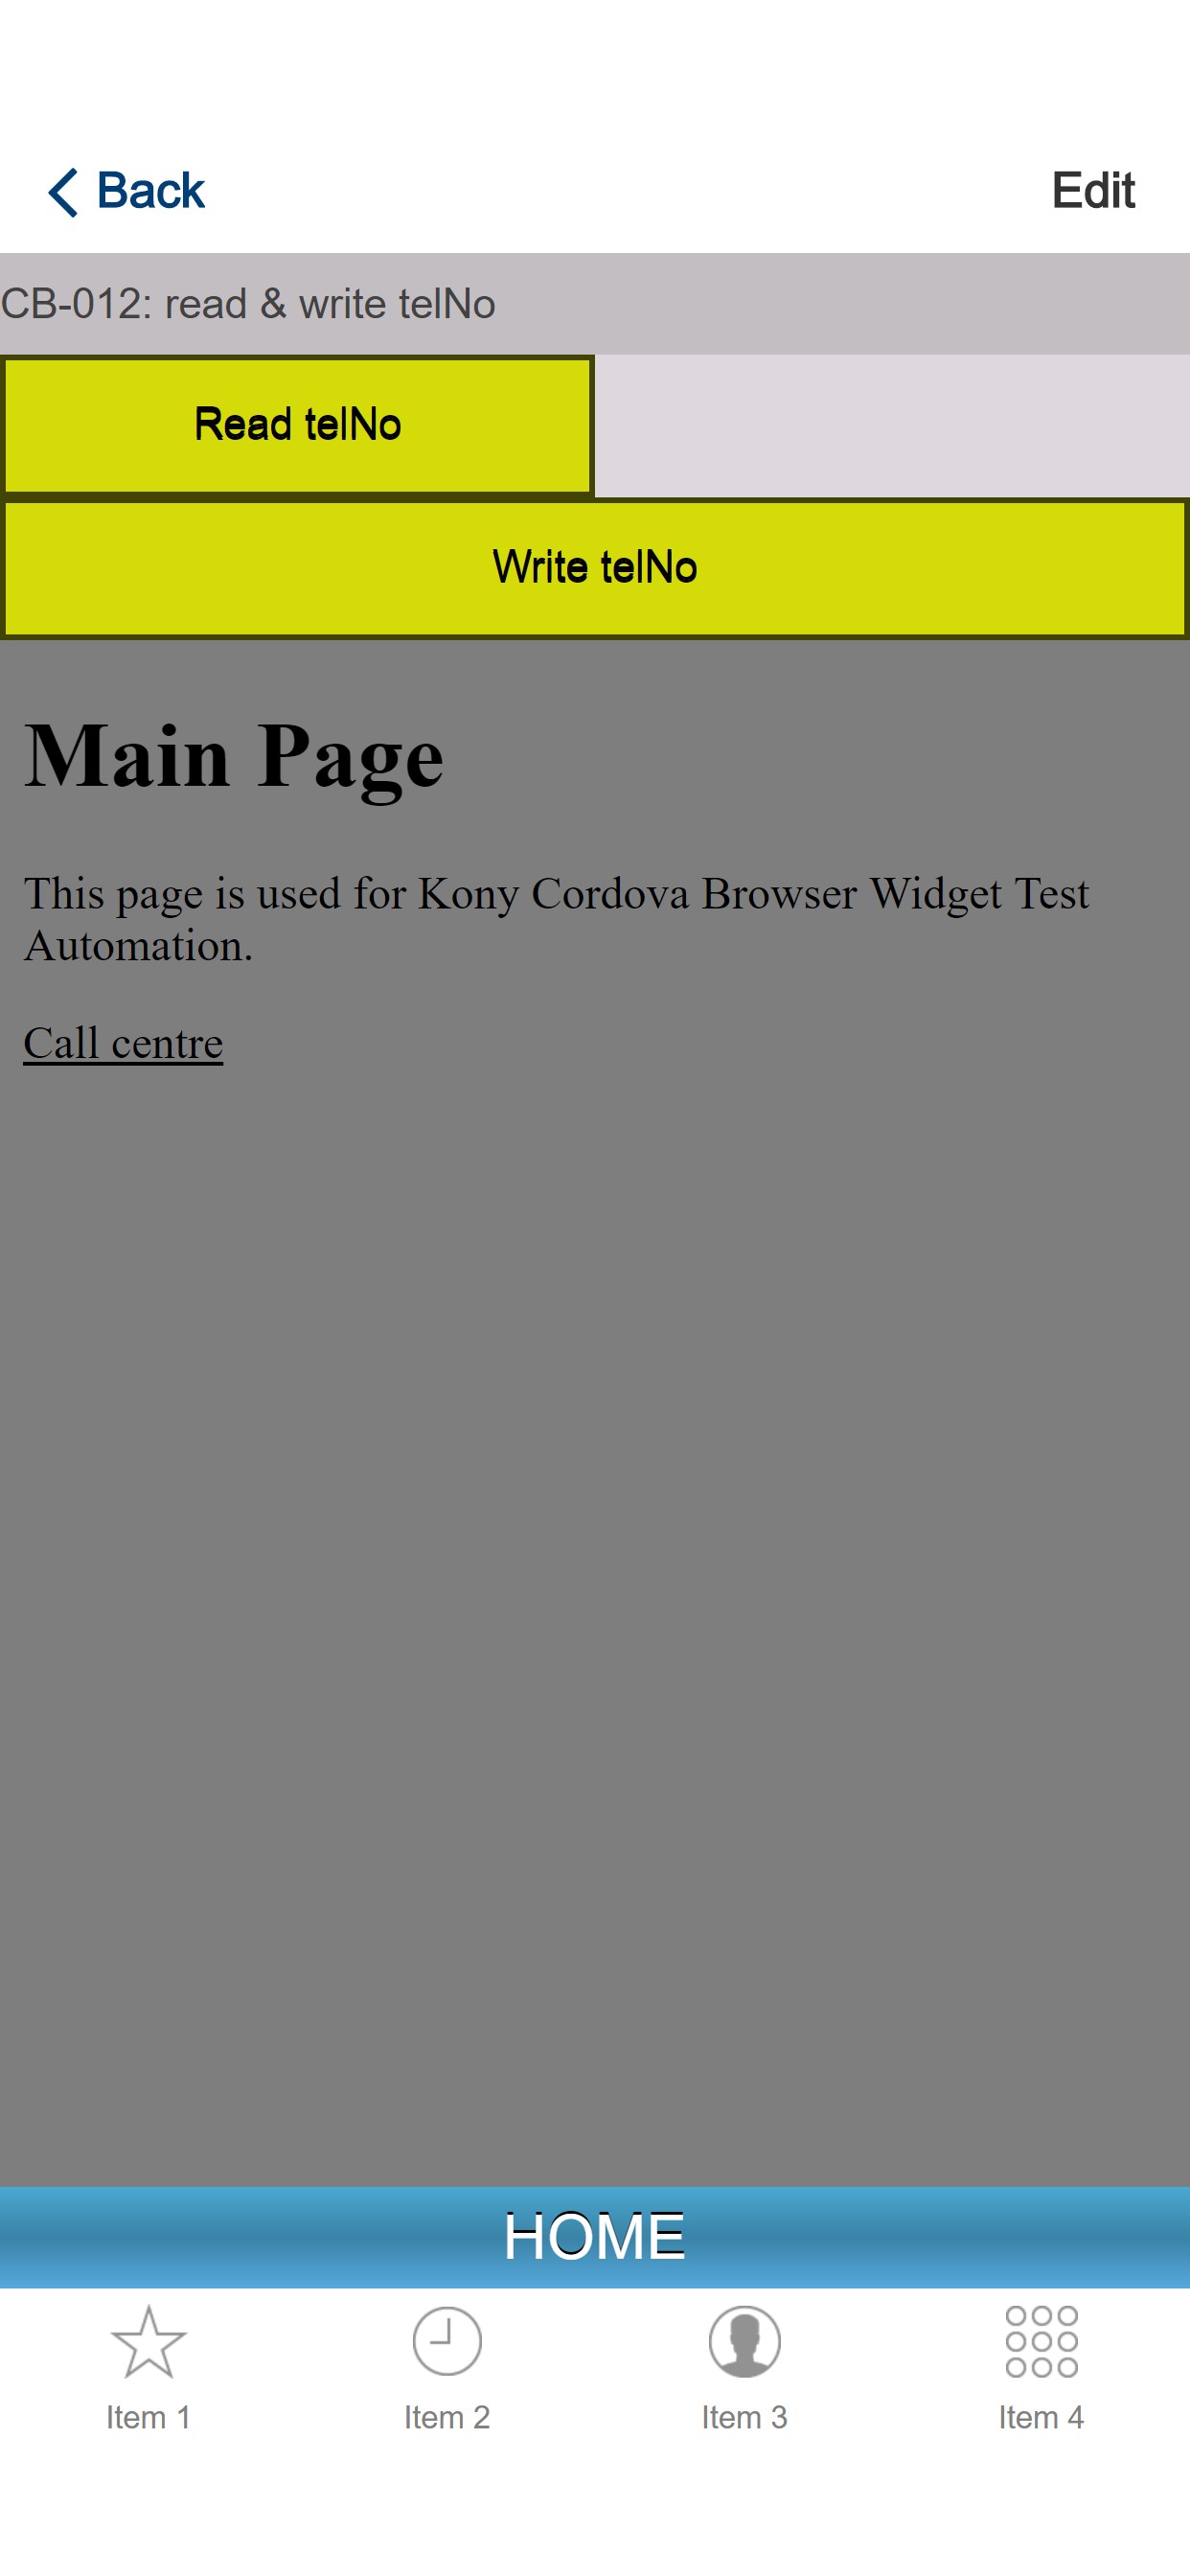 Back
Edit
CB-012: read & write telNo
Read telNo
Write telNo
Main Page
This page is used for Kony Cordova Browser Widget Test
Automation.
Call centre
HOME
Item 1
Item 2
Item 3
Item 4